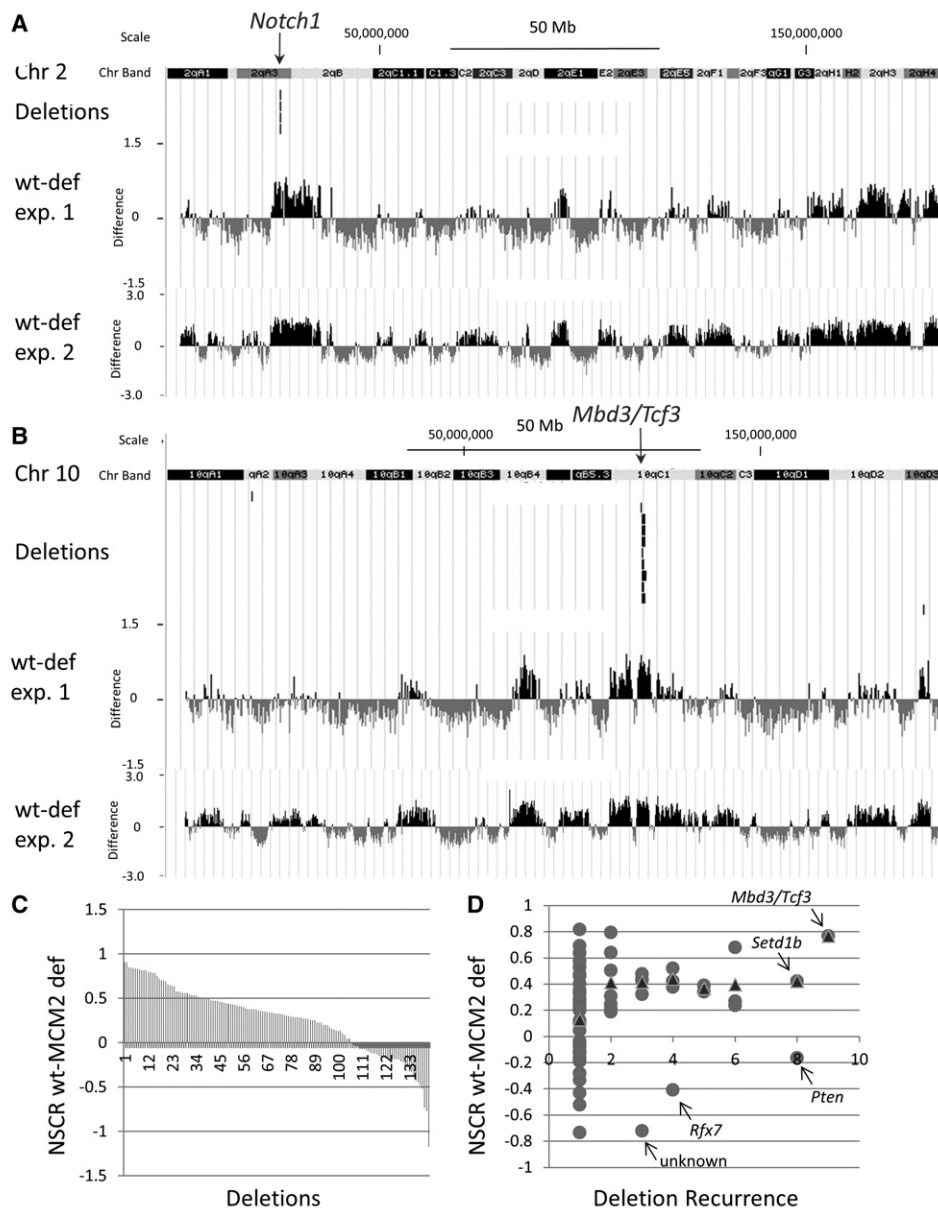 A
Notch1
Scale
50,000,000
50 Mb
150,000,000
Chr 2
Chr Band
2qA1
2qA3
2qB
2qC1.1
C1.3
C2
2qC3
2qD
2qE1
E2
2qE3
2qE5
2qF1
2qF3
qG1
G3
2qH1
H2
2qH3
2qH4
Deletions
1.5
wt-def
exp. 1
Difference
0
-1.5
3.0
wt-def
exp. 2
Difference
0
-3.0
Mbd3/Tcf3
B
Scale
50,000,000
50 Mb
150,000,000
Chr 10
Chr Band
10qA1
qA2
10qA3
10qA4
10qB1
10qB2
10qB3
10qB4
qB5.3
10qC1
10qC2
C3
10qD1
10qD2
10qD3
Deletions
1.5
wt-def
exp. 1
Difference
0
-1.5
3.0
wt-def
exp. 2
Difference
0
-3.0
C
NSCR wt-MCM2 def
1.5
1
0.5
0
-0.5
-1
-1.5
1
12
23
34
45
56
67
78
89
100
111
122
133
Deletions
D
NSCR wt-MCM2 def
1
0.8
0.6
0.4
0.2
0
-0.2
-0.4
-0.6
-0.8
-1
0
2
4
6
8
10
Mbd3/Tcf3
Setd1b
Pten
Rfx7
unknown
Deletion Recurrence